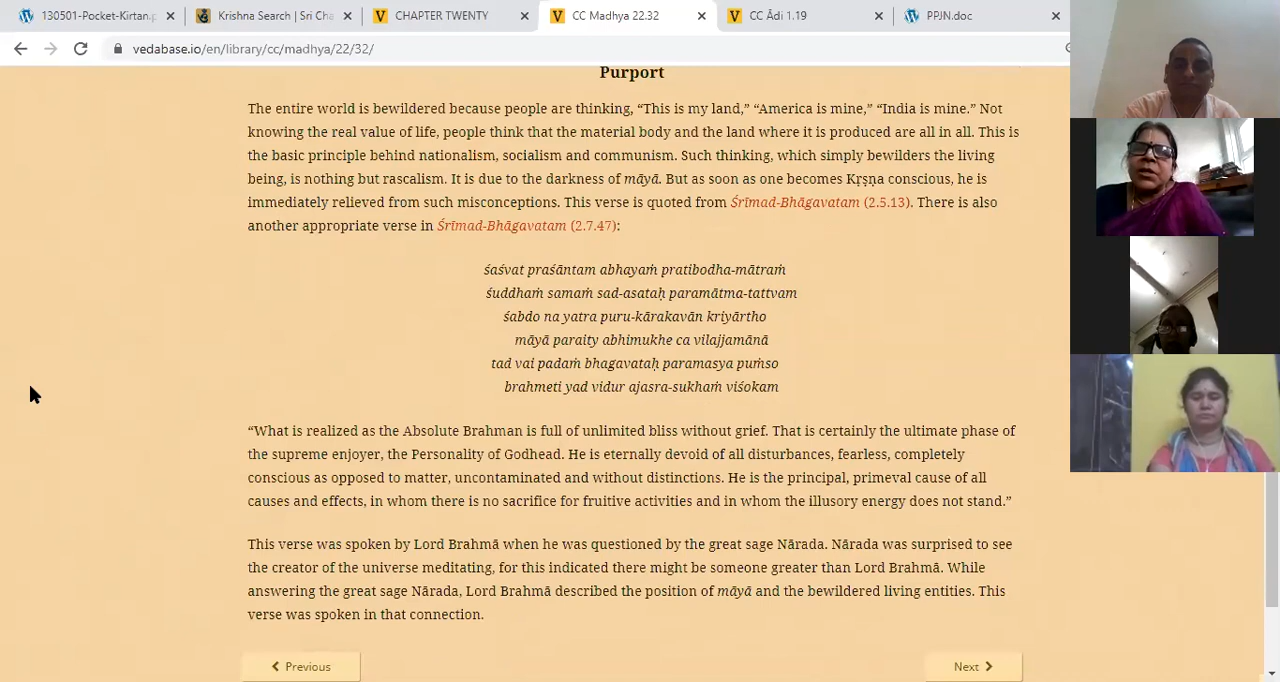 130501-Pocket-Kirtan.p
Krishna Search | Sri Cha
CHAPTER TWENTY
CC Madhya 22.32
CC Ādi 1.19
PPJN.doc
vedabase.io/en/library/cc/madhya/22/32/
Purport
The entire world is bewildered because people are thinking, “This is my land,” “America is mine,” “India is mine.” Not
knowing the real value of life, people think that the material body and the land where it is produced are all in all. This is
the basic principle behind nationalism, socialism and communism. Such thinking, which simply bewilders the living
being, is nothing but rascalism. It is due to the darkness of māyā. But as soon as one becomes Kṛṣṇa conscious, he is
immediately relieved from such misconceptions. This verse is quoted from Śrīmad-Bhāgavatam (2.5.13). There is also
another appropriate verse in Śrīmad-Bhāgavatam (2.7.47):
śaśvat praśāntam abhayaṁ pratibodha-mātraṁ
śuddhaṁ samaṁ sad-asataḥ paramātma-tattvam
śabdo na yatra puru-kārakavān kriyārtho
māyā paraity abhimukhe ca vilajjamānā
tad vai padaṁ bhagavataḥ paramasya puṁso
brahmeti yad vidur ajasra-sukhaṁ viśokam
“What is realized as the Absolute Brahman is full of unlimited bliss without grief. That is certainly the ultimate phase of
the supreme enjoyer, the Personality of Godhead. He is eternally devoid of all disturbances, fearless, completely
conscious as opposed to matter, uncontaminated and without distinctions. He is the principal, primeval cause of all
causes and effects, in whom there is no sacrifice for fruitive activities and in whom the illusory energy does not stand.”
This verse was spoken by Lord Brahmā when he was questioned by the great sage Nārada. Nārada was surprised to see
the creator of the universe meditating, for this indicated there might be someone greater than Lord Brahmā. While
answering the great sage Nārada, Lord Brahmā described the position of māyā and the bewildered living entities. This
verse was spoken in that connection.
Previous
Next